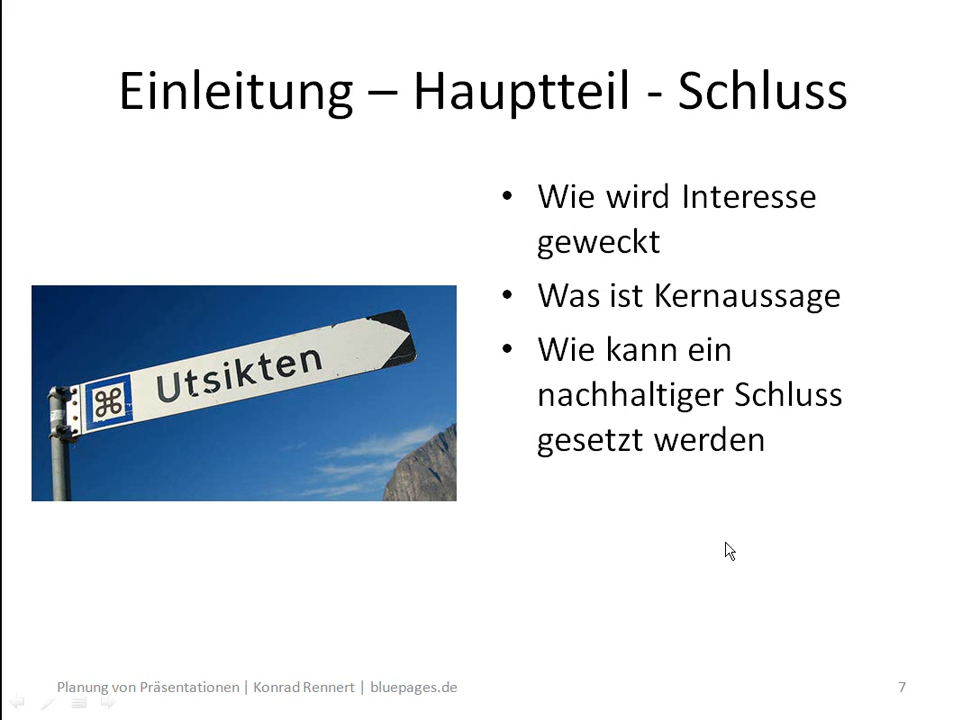 Einleitung – Hauptteil - Schluss
• Wie wird Interesse
geweckt
• Was ist Kernaussage
• Wie kann ein
nachhaltiger Schluss
gesetzt werden
Utsikten
Planung von Präsentationen | Konrad Rennert | bluepages.de
7